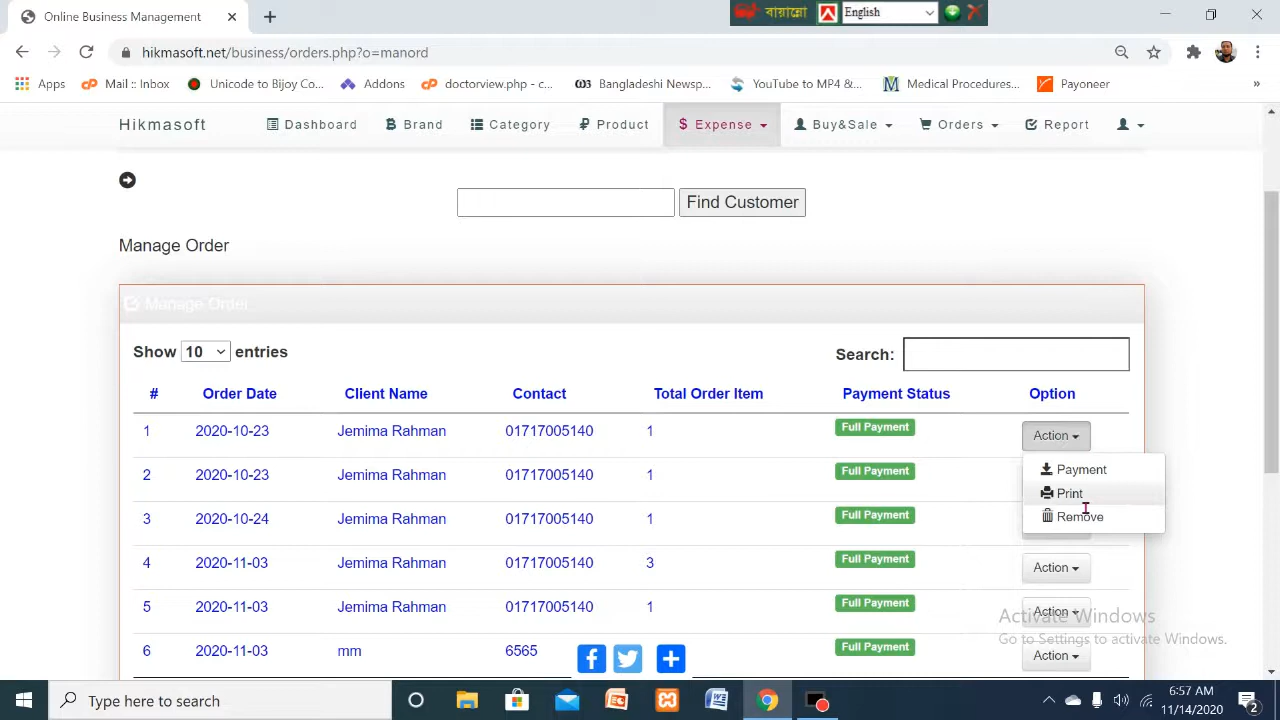 Online Business Management
বায়ান্নো
English
hikmasoft.net/business/orders.php?o=manord
Apps
Mail :: Inbox
Unicode to Bijoy Co...
Addons
doctorview.php - c...
Bangladeshi Newsp...
YouTube to MP4 &...
Medical Procedures...
Payoneer
»
Hikmasoft
Dashboard
Brand
Category
Product
$ Expense
Buy&Sale
Orders
Report
Find Customer
Manage Order
Manage Order
Show 10 entries
Search:
# Order Date Client Name Contact Total Order Item Payment Status Option
1 2020-10-23 Jemima Rahman 01717005140 1 Full Payment Action
Payment
Print
Remove
2 2020-10-23 Jemima Rahman 01717005140 1 Full Payment
3 2020-10-24 Jemima Rahman 01717005140 1 Full Payment
4 2020-11-03 Jemima Rahman 01717005140 3 Full Payment Action
5 2020-11-03 Jemima Rahman 01717005140 1 Full Payment Action
6 2020-11-03 mm 6565 Full Payment Action
Activate Windows
Go to Settings to activate Windows.
Type here to search
6:57 AM
11/14/2020
2